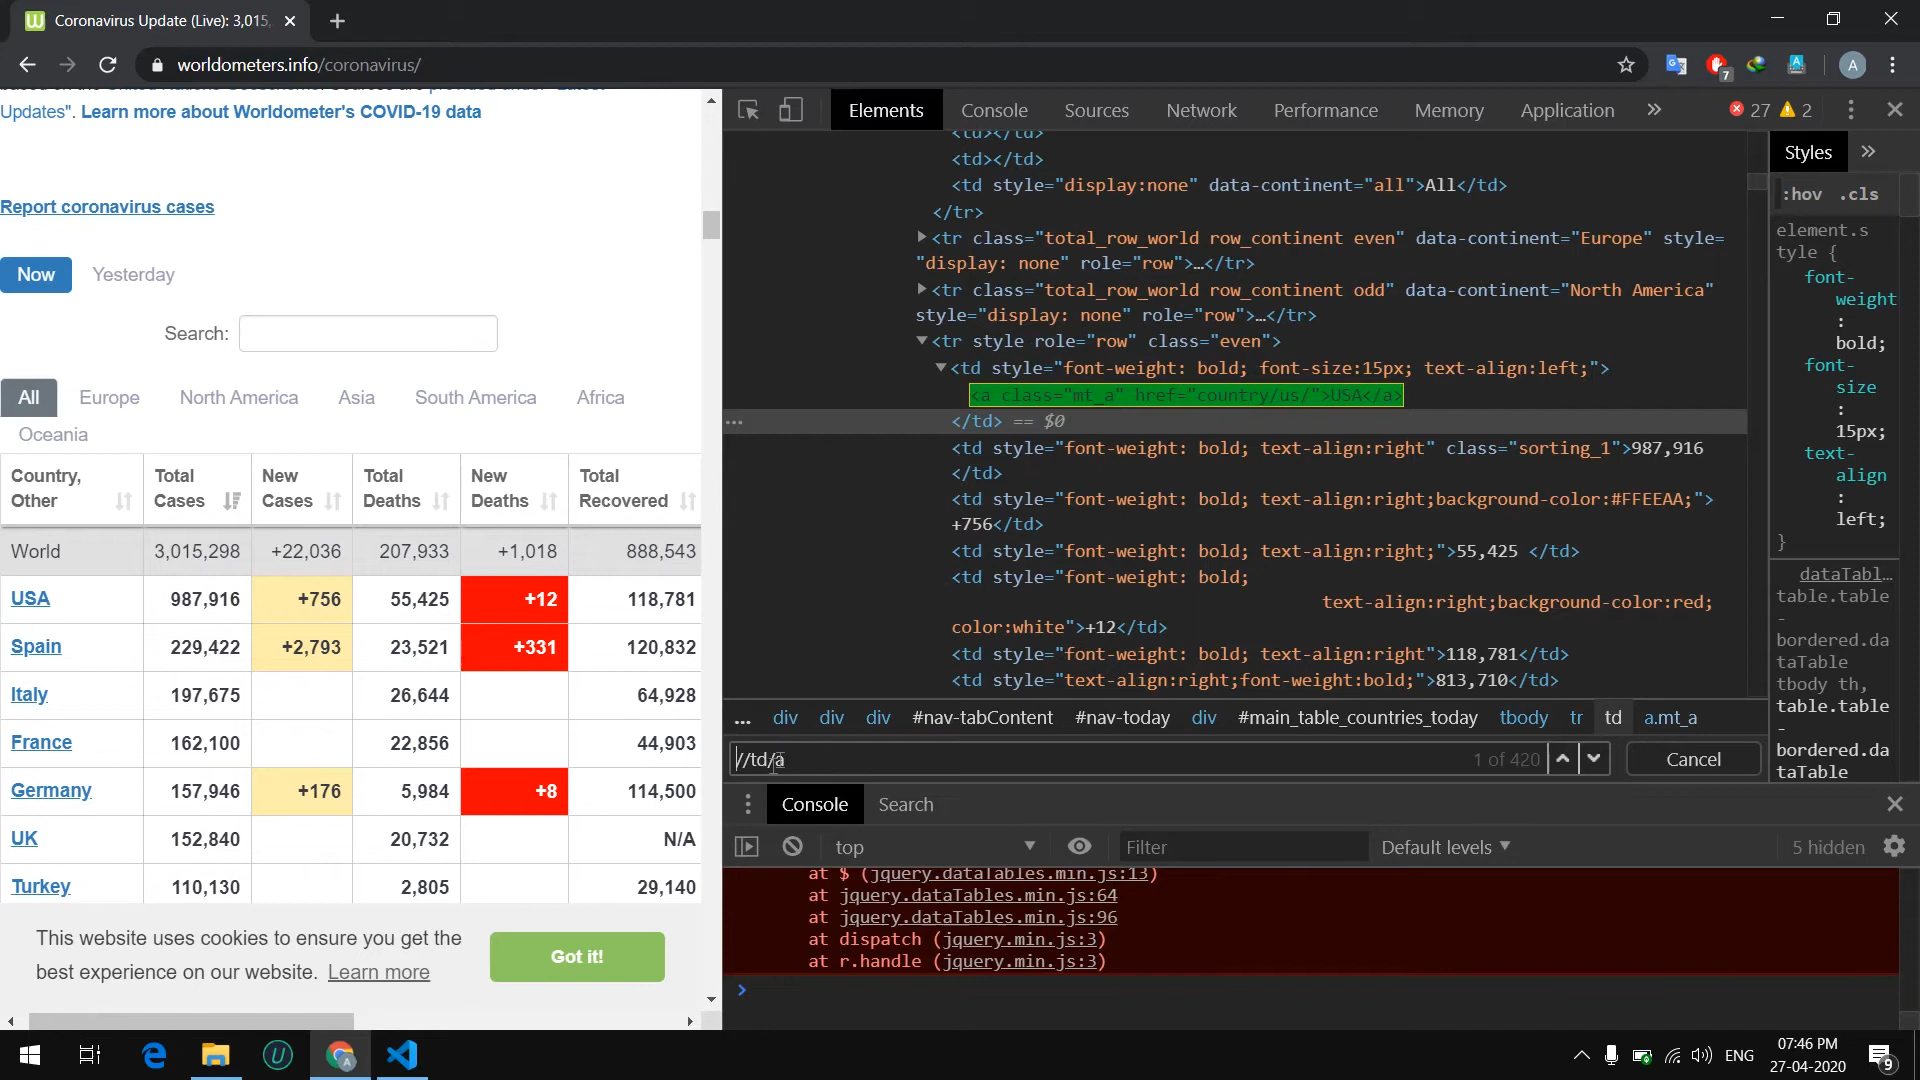 Coronavirus Update (Live): 3,015,
worldometers.info/coronavirus/
7
A
Updates". Learn more about Worldometer's COVID-19 data
Report coronavirus cases
Now Yesterday
Search:
All Europe North America Asia South America Africa
Oceania
Country, Other Total Cases New Cases Total Deaths New Deaths Total Recovered
World 3,015,298 +22,036 207,933 +1,018 888,543
USA 987,916 +756 55,425 +12 118,781
Spain 229,422 +2,793 23,521 +331 120,832
Italy 197,675 26,644 64,928
France 162,100 22,856 44,903
Germany 157,946 +176 5,984 +8 114,500
UK 152,840 20,732 N/A
Turkey 110,130 2,805 29,140
This website uses cookies to ensure you get the
best experience on our website. Learn more
Got it!
Elements Console Sources Network Performance Memory Application » 27 2
<td></td>
<td></td>
<td style="display:none" data-continent="all">All</td>
</tr>
<tr class="total_row_world row_continent even" data-continent="Europe" style=
"display: none" role="row">…</tr>
<tr class="total_row_world row_continent odd" data-continent="North America"
style="display: none" role="row">…</tr>
<tr style role="row" class="even">
<td style="font-weight: bold; font-size:15px; text-align:left;">
<a class="mt_a" href="country/us/">USA</a>
</td> == $0
<td style="font-weight: bold; text-align:right" class="sorting_1">987,916
</td>
<td style="font-weight: bold; text-align:right;background-color:#FFEEAA;">
+756</td>
<td style="font-weight: bold; text-align:right;">55,425 </td>
<td style="font-weight: bold;
text-align:right;background-color:red;
color:white">+12</td>
<td style="font-weight: bold; text-align:right">118,781</td>
<td style="text-align:right;font-weight:bold;">813,710</td>
... div div div #nav-tabContent #nav-today div #main_table_countries_today tbody tr td a.mt_a
//td/a 1 of 420 Cancel
Styles »
:hov .cls
element.s
tyle {
font-
weight
:
bold;
font-
size
:
15px;
text-
align
:
left;
}
dataTabl…
table.table
-
bordered.da
taTable
tbody th,
table.table
-
bordered.da
taTable
Console Search
top Filter Default levels 5 hidden
at $ (jquery.dataTables.min.js:13)
at jquery.dataTables.min.js:64
at jquery.dataTables.min.js:96
at dispatch (jquery.min.js:3)
at r.handle (jquery.min.js:3)
ENG
07:46 PM
27-04-2020
9